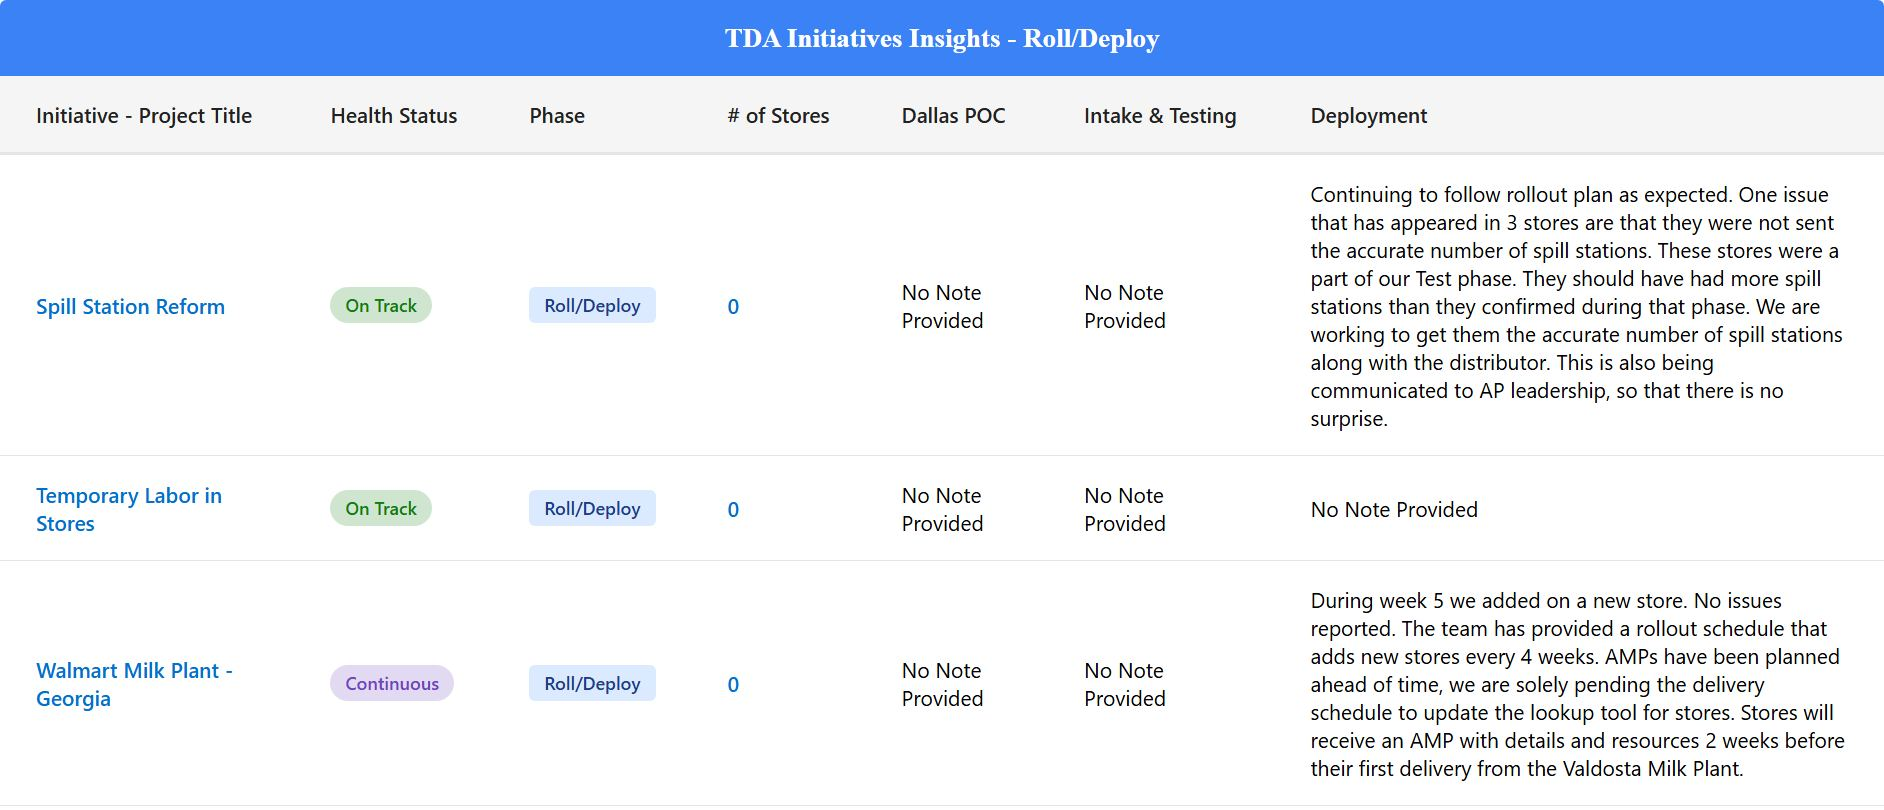 TDA Initiatives Insights - Roll/Deploy
Initiative - Project Title
Health Status
Phase
# of Stores
Dallas POC
Intake & Testing
Deployment
Spill Station Reform
On Track
Roll/Deploy
0
No Note
Provided
No Note
Provided
Continuing to follow rollout plan as expected. One issue
that has appeared in 3 stores are that they were not sent
the accurate number of spill stations. These stores were a
part of our Test phase. They should have had more spill
stations than they confirmed during that phase. We are
working to get them the accurate number of spill stations
along with the distributor. This is also being
communicated to AP leadership, so that there is no
surprise.
Temporary Labor in
Stores
On Track
Roll/Deploy
0
No Note
Provided
No Note
Provided
No Note Provided
Walmart Milk Plant -
Georgia
Continuous
Roll/Deploy
0
No Note
Provided
No Note
Provided
During week 5 we added on a new store. No issues
reported. The team has provided a rollout schedule that
adds new stores every 4 weeks. AMPs have been planned
ahead of time, we are solely pending the delivery
schedule to update the lookup tool for stores. Stores will
receive an AMP with details and resources 2 weeks before
their first delivery from the Valdosta Milk Plant.